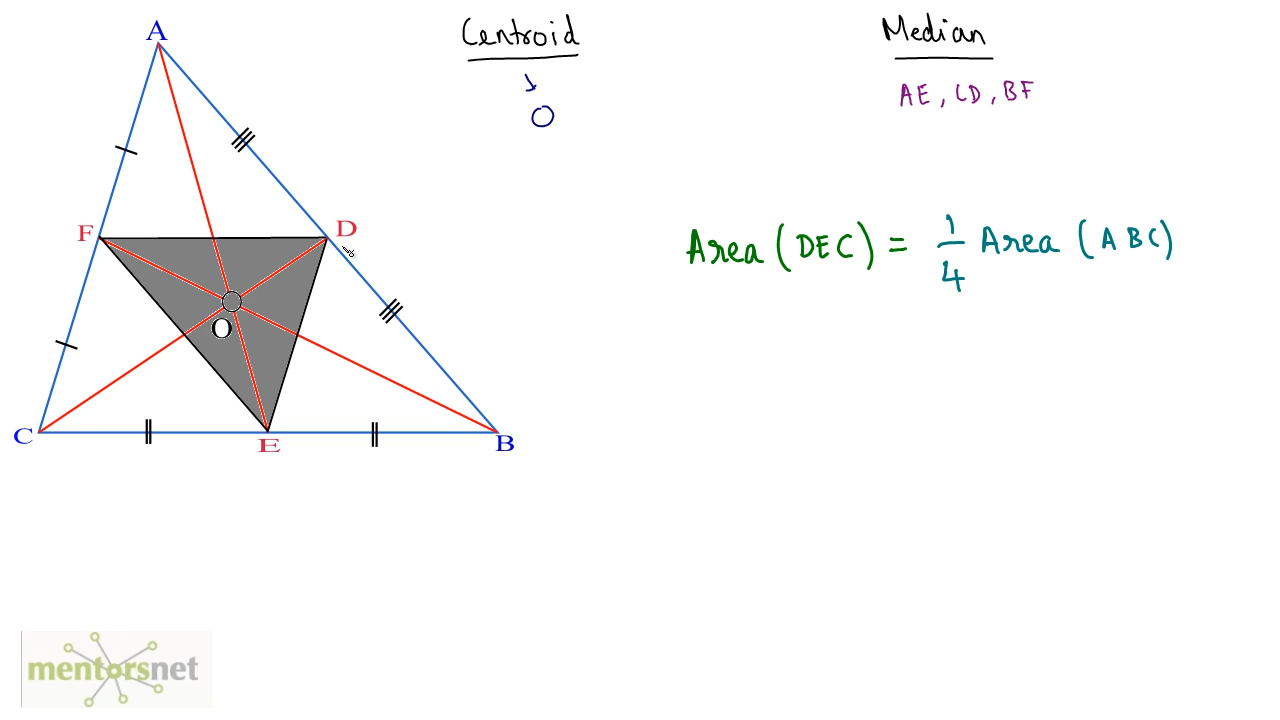 A
F
D
O
C
E
B
Centroid
O
Median
AE, CD, BF
Area (DEC) = 1/4 Area (ABC)
mentorsnet